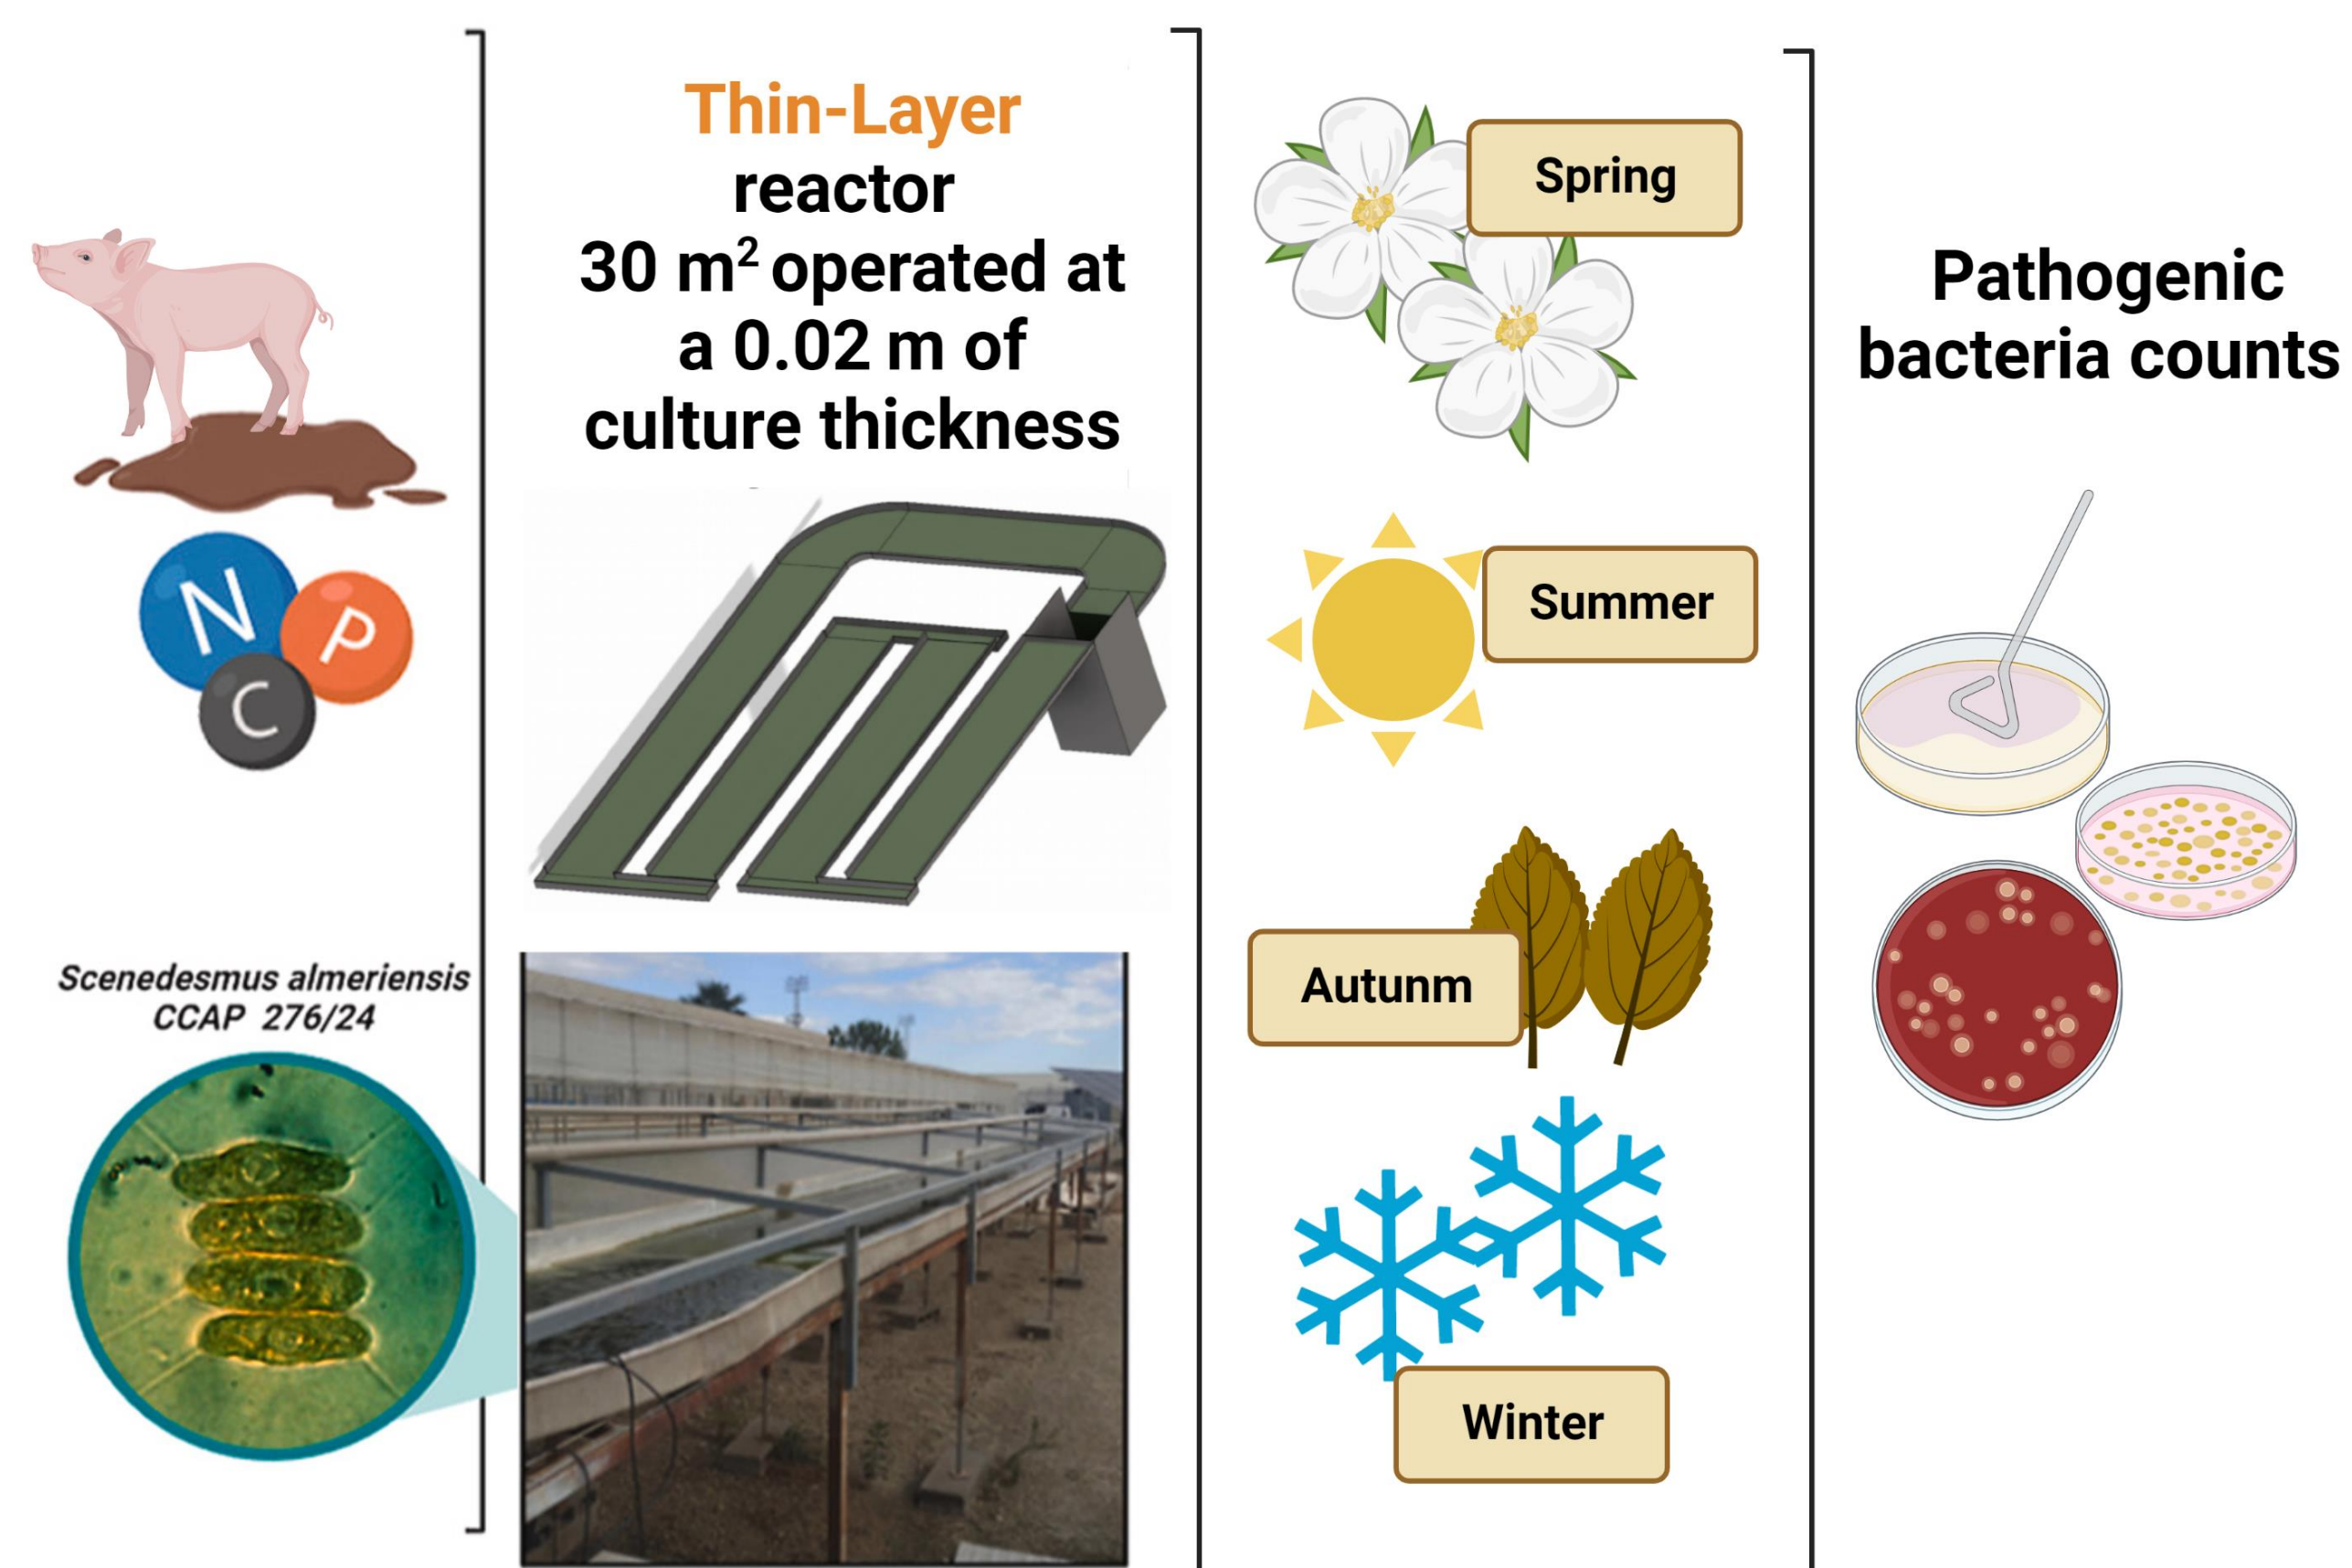 N
P
C
Scenedesmus almeriensis
CCAP 276/24
Thin-Layer
reactor
30 m² operated at
a 0.02 m of
culture thickness
Spring
Summer
Autunm
Winter
Pathogenic
bacteria counts